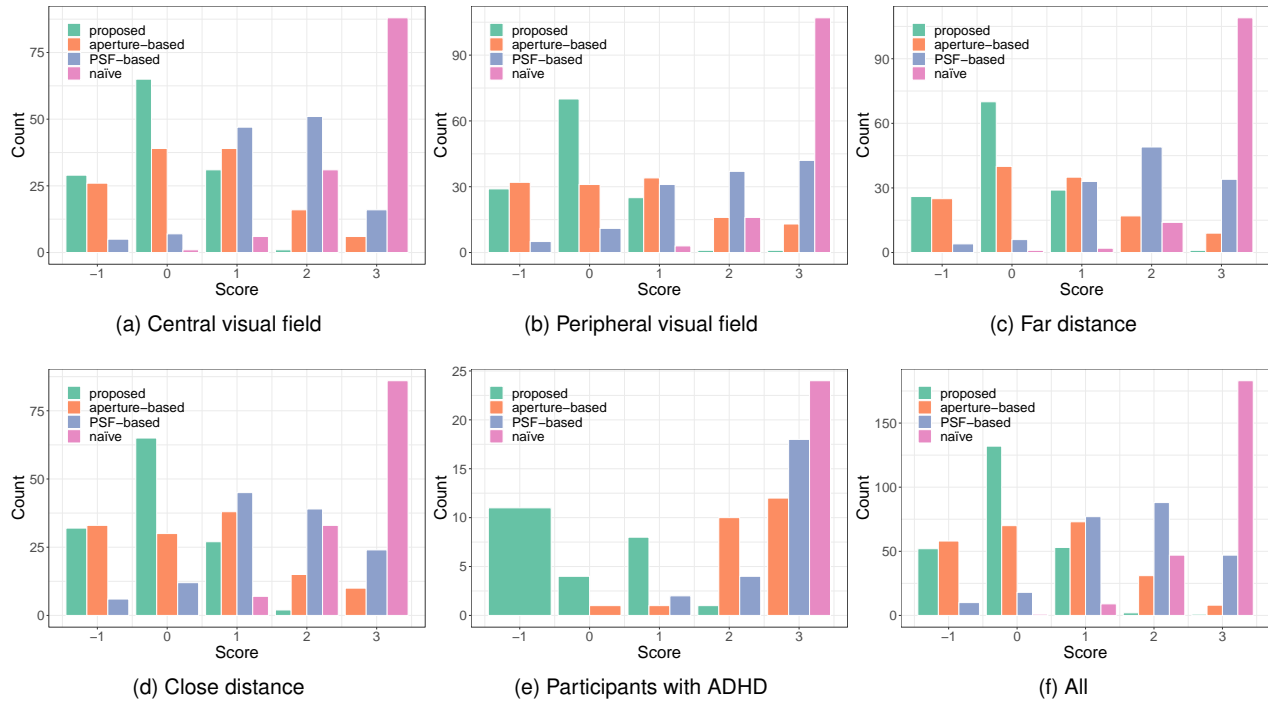 proposed
aperture−based
PSF−based
naïve
Count
75
50
25
0
−1 0 1 2 3
Score
(a) Central visual field
proposed
aperture−based
PSF−based
naïve
Count
90
60
30
0
−1 0 1 2 3
Score
(b) Peripheral visual field
proposed
aperture−based
PSF−based
naïve
Count
90
60
30
0
−1 0 1 2 3
Score
(c) Far distance
proposed
aperture−based
PSF−based
naïve
Count
75
50
25
0
−1 0 1 2 3
Score
(d) Close distance
proposed
aperture−based
PSF−based
naïve
Count
25
20
15
10
5
0
−1 0 1 2 3
Score
(e) Participants with ADHD
proposed
aperture−based
PSF−based
naïve
Count
150
100
50
0
−1 0 1 2 3
Score
(f) All